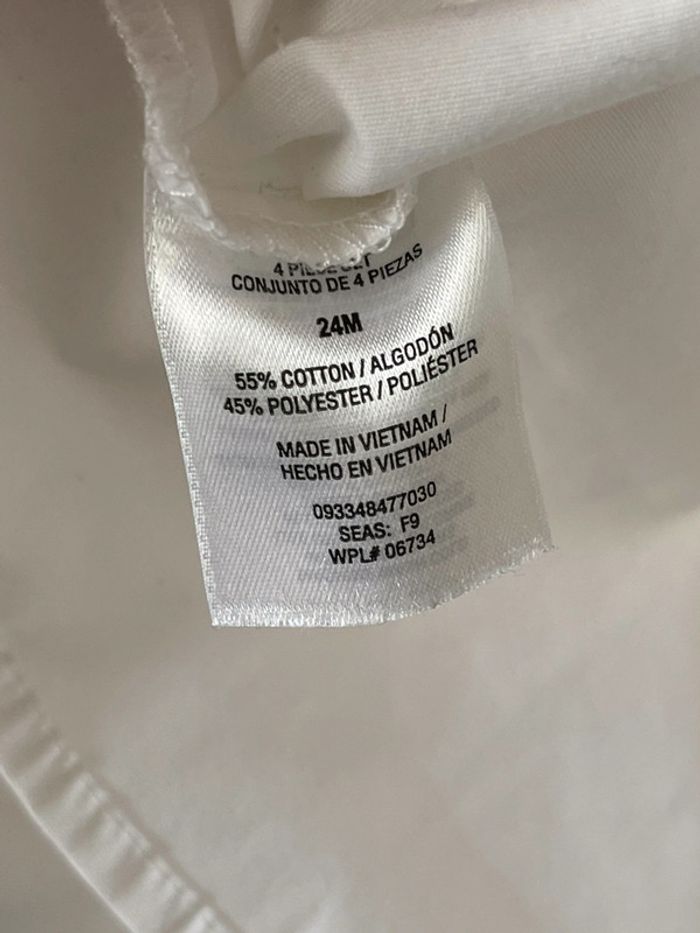 4 PIECE SET
CONJUNTO DE 4 PIEZAS
24M
55% COTTON / ALGODÓN
45% POLYESTER / POLIÉSTER
MADE IN VIETNAM /
HECHO EN VIETNAM
093348477030
SEAS: F9
WPL# 06734